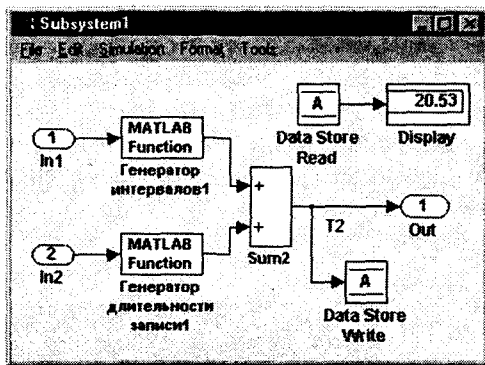 Subsystem1
File Edit Simulation Format Tools
A
20.53
Data Store
Read
Display
1
In1
MATLAB
Function
Генератор
интервалов1
+
+
Sum2
T2
1
Out
2
In2
MATLAB
Function
Генератор
длительности
записи1
A
Data Store
Write